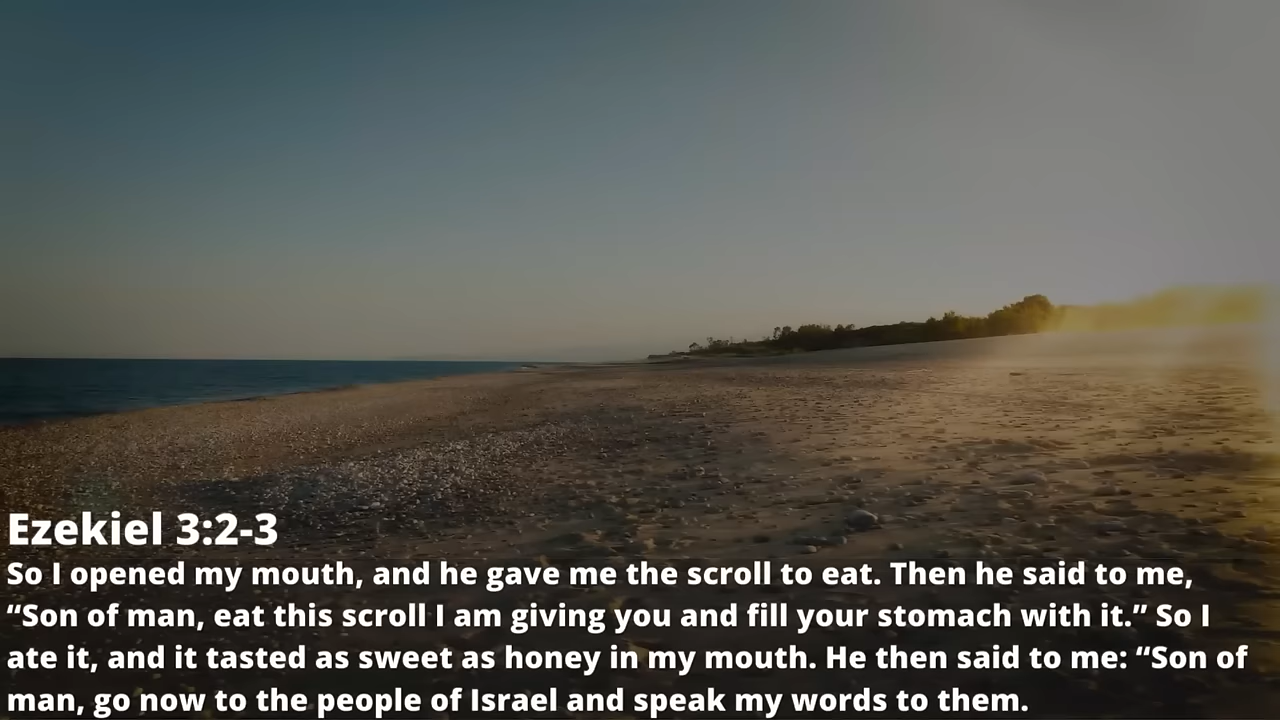 Ezekiel 3:2-3
So I opened my mouth, and he gave me the scroll to eat. Then he said to me,
“Son of man, eat this scroll I am giving you and fill your stomach with it.” So I
ate it, and it tasted as sweet as honey in my mouth. He then said to me: “Son of
man, go now to the people of Israel and speak my words to them.